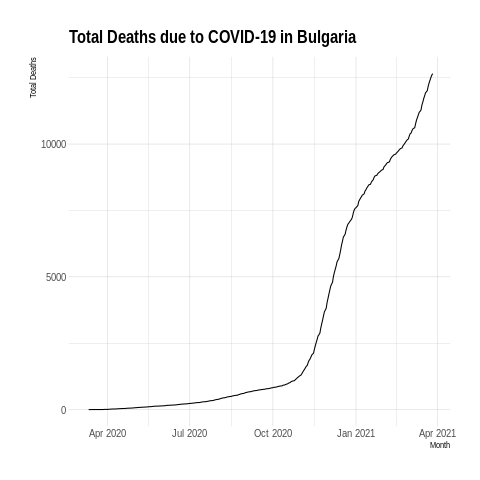 Total Deaths due to COVID-19 in Bulgaria
Total Deaths
10000
5000
0
Apr 2020 Jul 2020 Oct 2020 Jan 2021 Apr 2021
Month